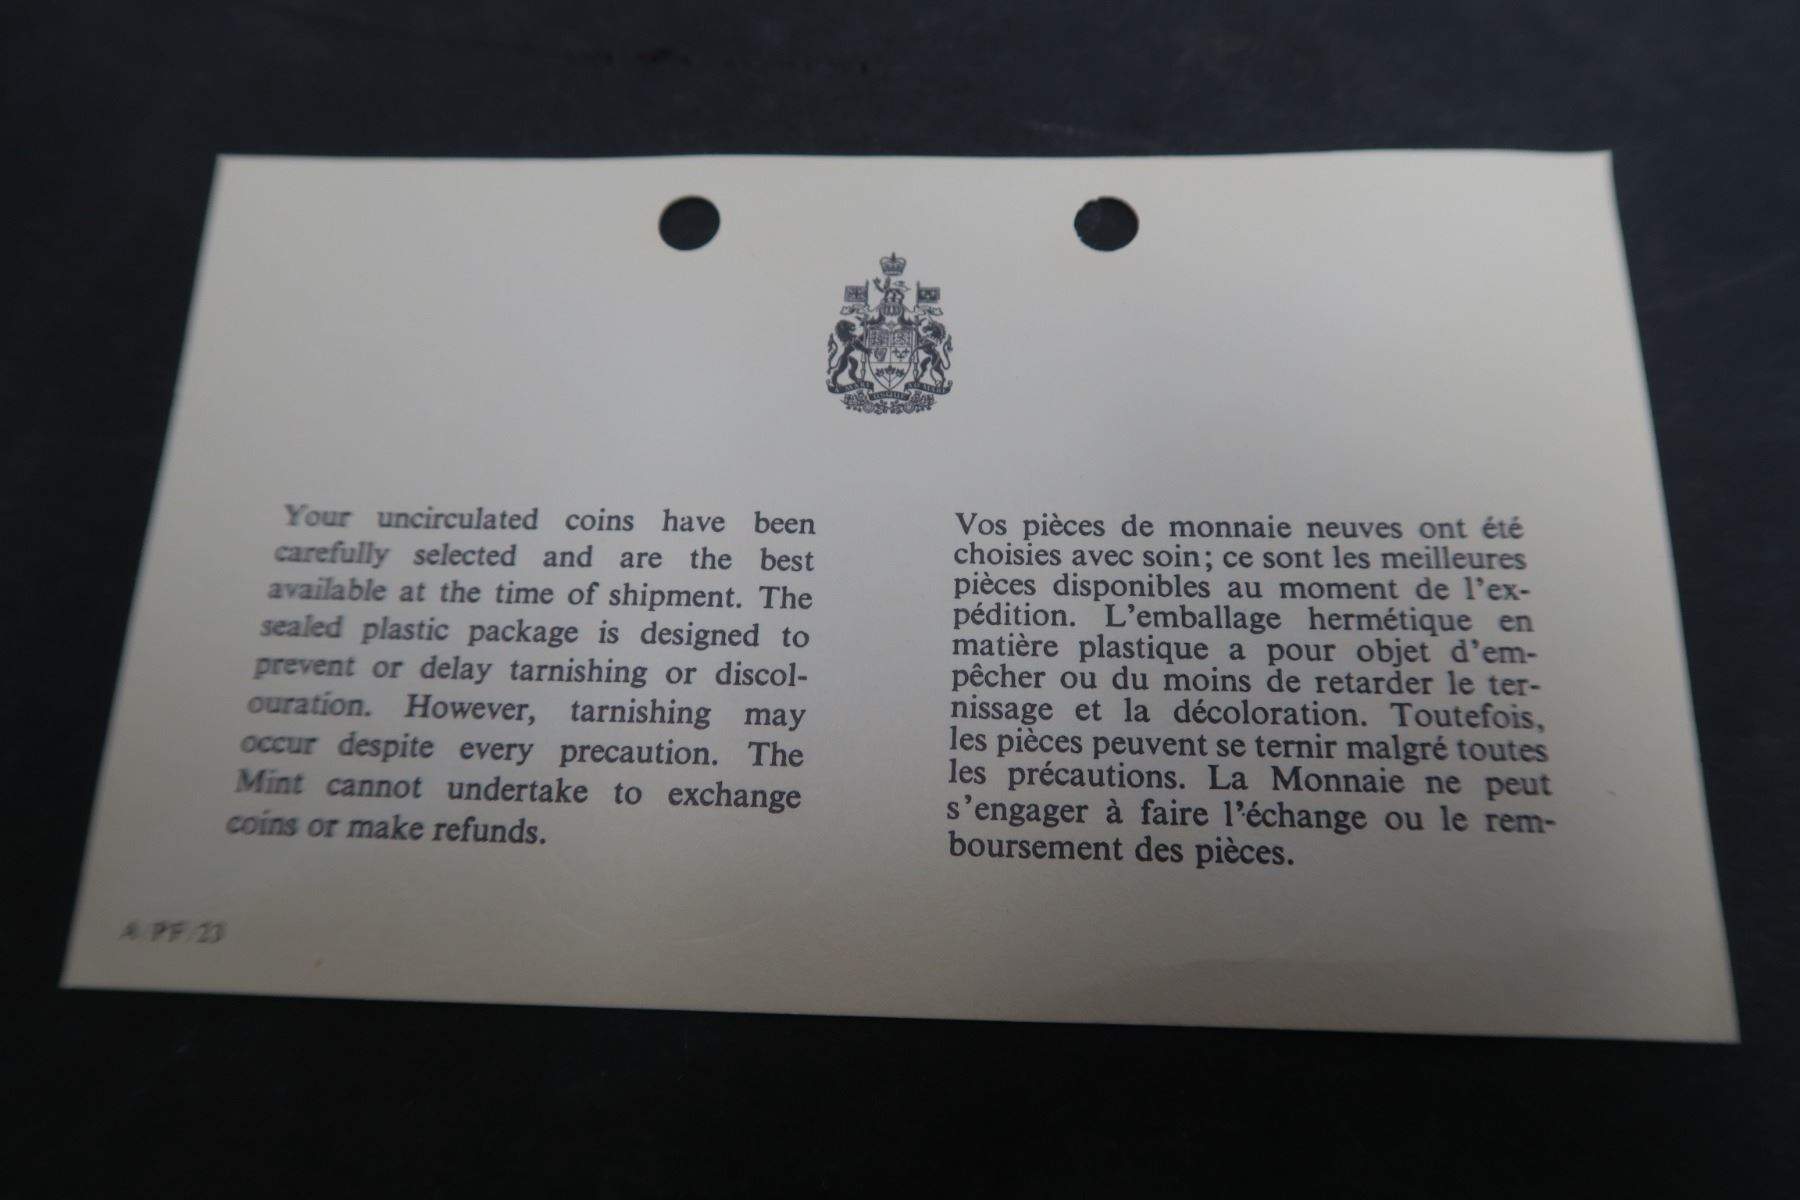 Your uncirculated coins have been
carefully selected and are the best
available at the time of shipment. The
sealed plastic package is designed to
prevent or delay tarnishing or discol-
ouration. However, tarnishing may
occur despite every precaution. The
Mint cannot undertake to exchange
coins or make refunds.
Vos pièces de monnaie neuves ont été
choisies avec soin; ce sont les meilleures
pièces disponibles au moment de l'ex-
pédition. L'emballage hermétique en
matière plastique a pour objet d'em-
pêcher ou du moins de retarder le ter-
nissage et la décoloration. Toutefois,
les pièces peuvent se ternir malgré toutes
les précautions. La Monnaie ne peut
s'engager à faire l'échange ou le rem-
boursement des pièces.
A/PF/23